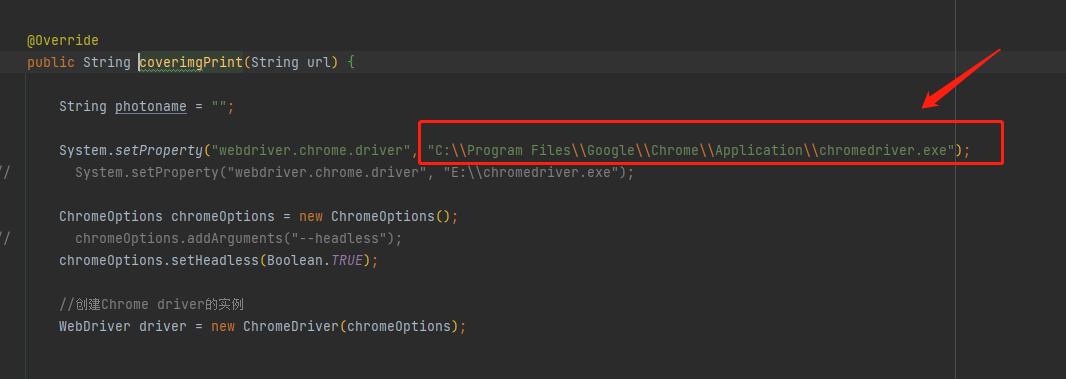 @Override
public String coverimgPrint(String url) {
String photoname = "";
System.setProperty("webdriver.chrome.driver", "C:\\Program Files\\Google\\Chrome\\Application\\chromedriver.exe");
// System.setProperty("webdriver.chrome.driver", "E:\\chromedriver.exe");
ChromeOptions chromeOptions = new ChromeOptions();
// chromeOptions.addArguments("--headless");
chromeOptions.setHeadless(Boolean.TRUE);
//创建Chrome driver的实例
WebDriver driver = new ChromeDriver(chromeOptions);